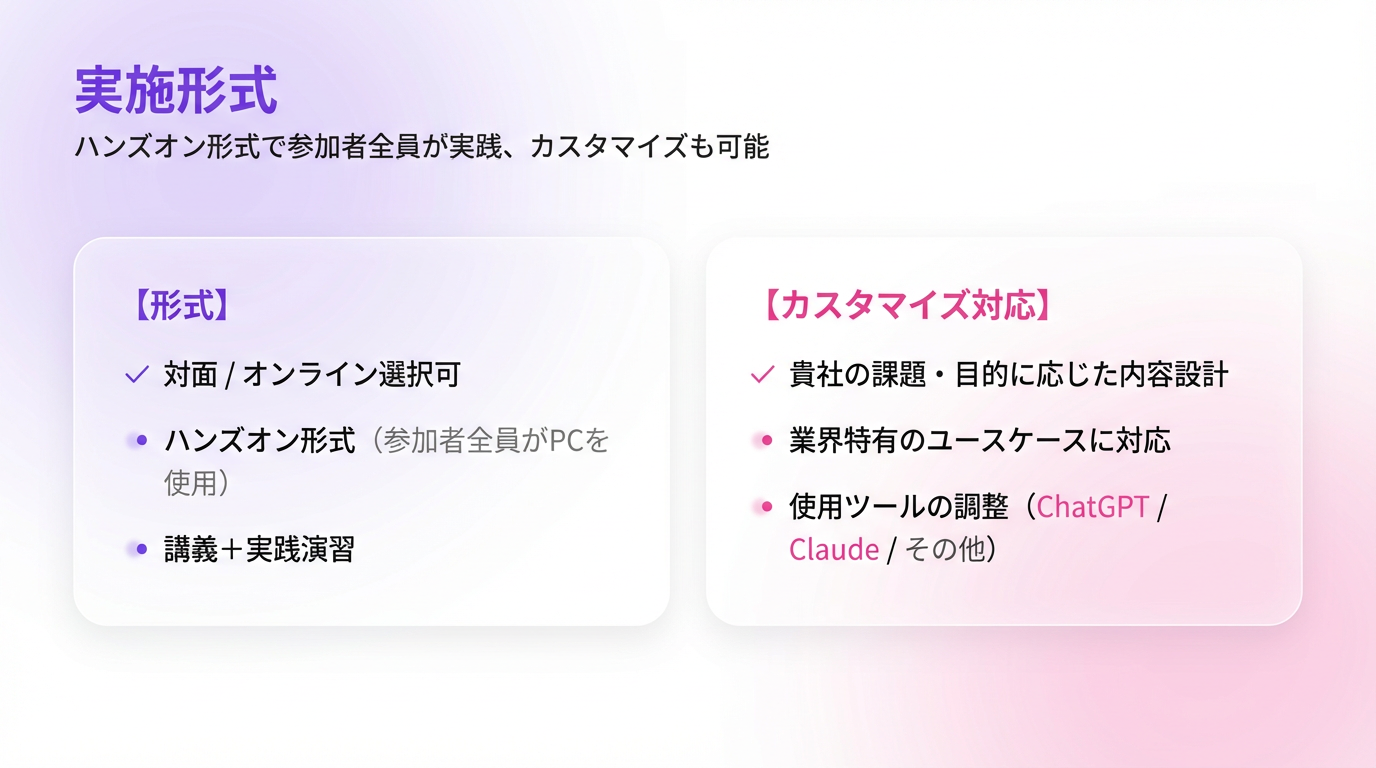 実施形式
ハンズオン形式で参加者全員が実践、カスタマイズも可能
【形式】
対面 / オンライン選択可
ハンズオン形式（参加者全員がPCを
使用）
講義＋実践演習
【カスタマイズ対応】
貴社の課題・目的に応じた内容設計
業界特有のユースケースに対応
使用ツールの調整（ChatGPT /
Claude / その他）